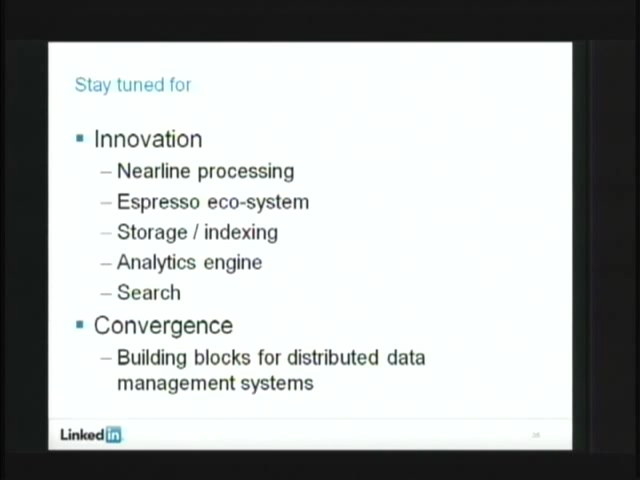 Stay tuned for
Innovation
– Nearline processing
– Espresso eco-system
– Storage / indexing
– Analytics engine
– Search
Convergence
– Building blocks for distributed data
management systems
Linked in